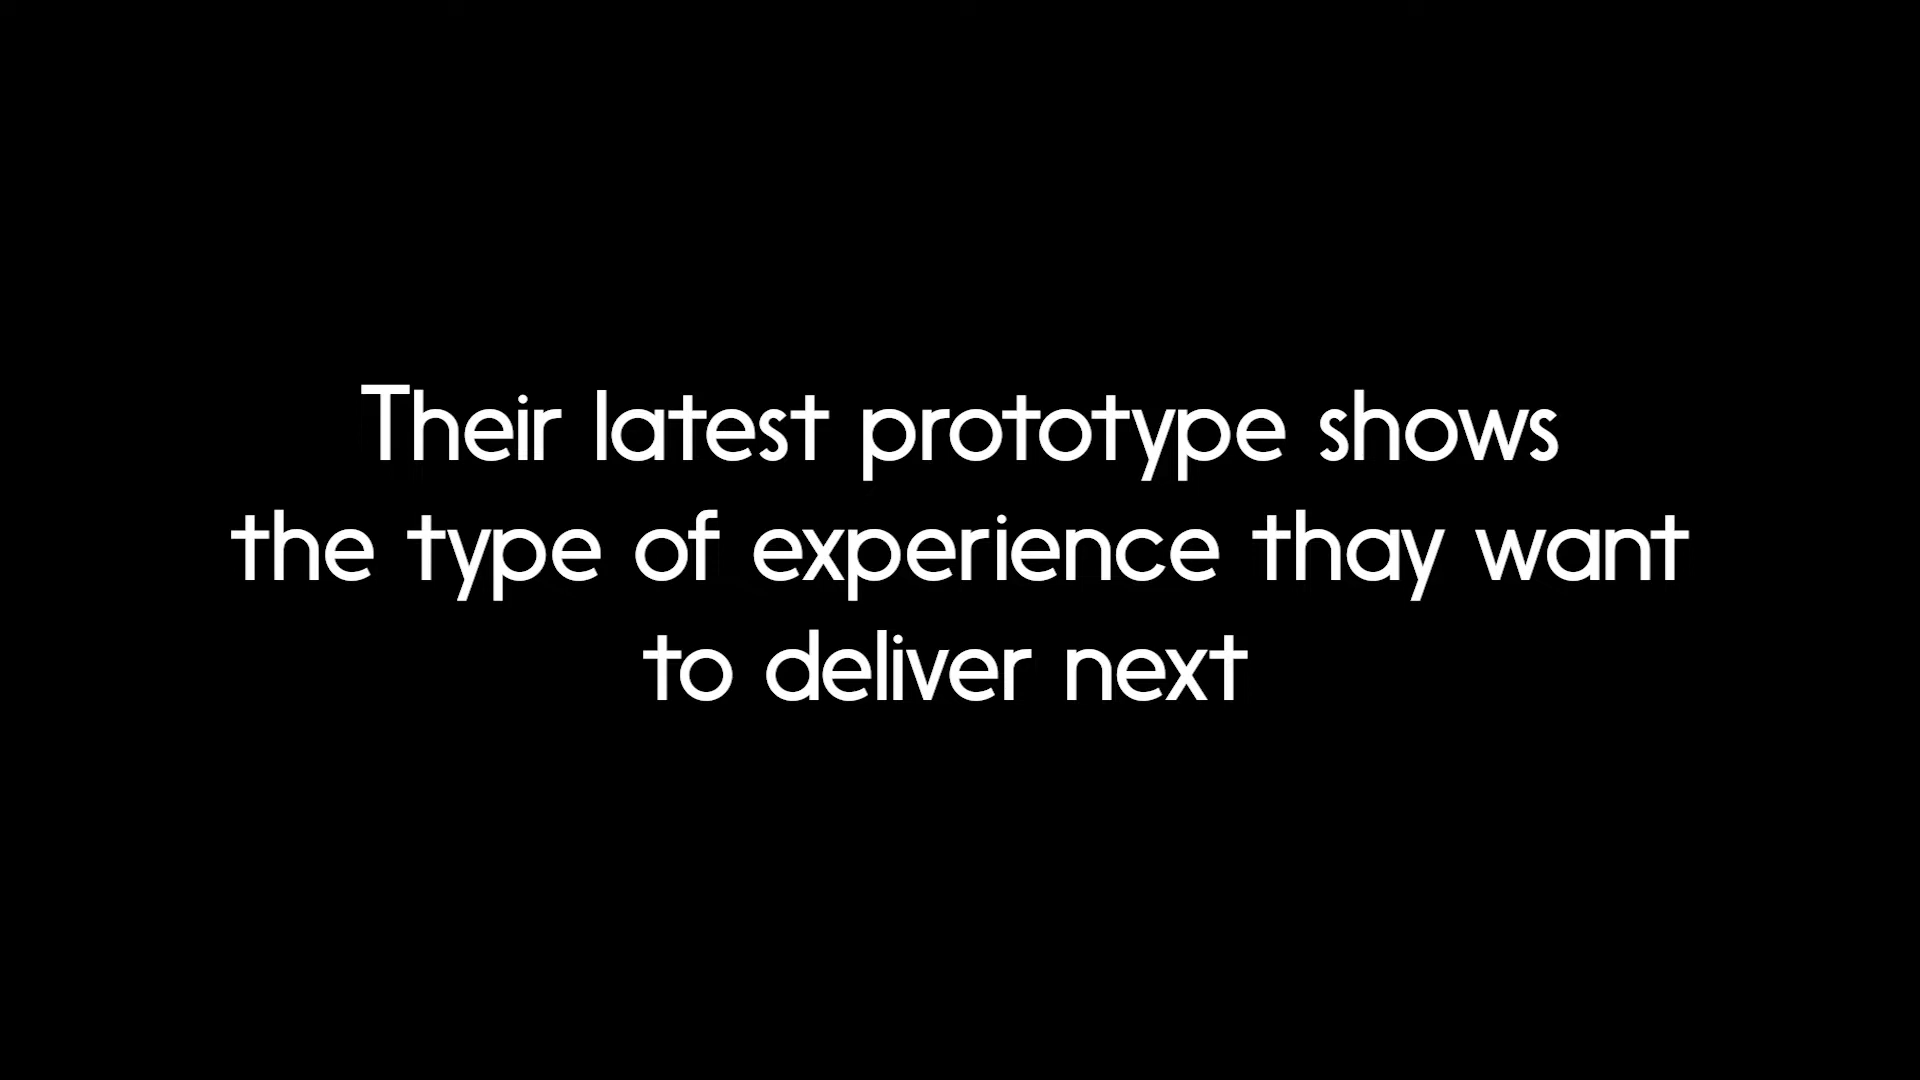 Their latest prototype shows
the type of experience thay want
to deliver next